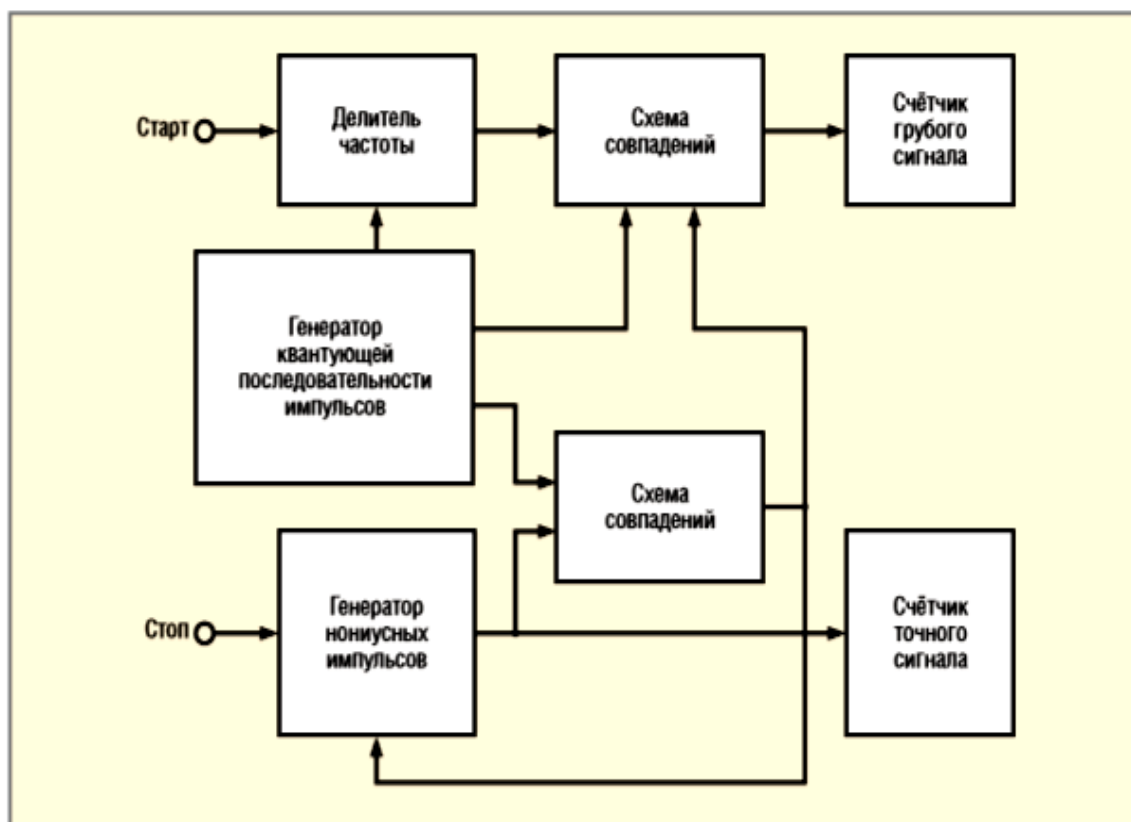 Старт
Делитель
частоты
Схема
совпадений
Счётчик
грубого
сигнала
Генератор
квантующей
последовательности
импульсов
Схема
совпадений
Стоп
Генератор
нониусных
импульсов
Счётчик
точного
сигнала